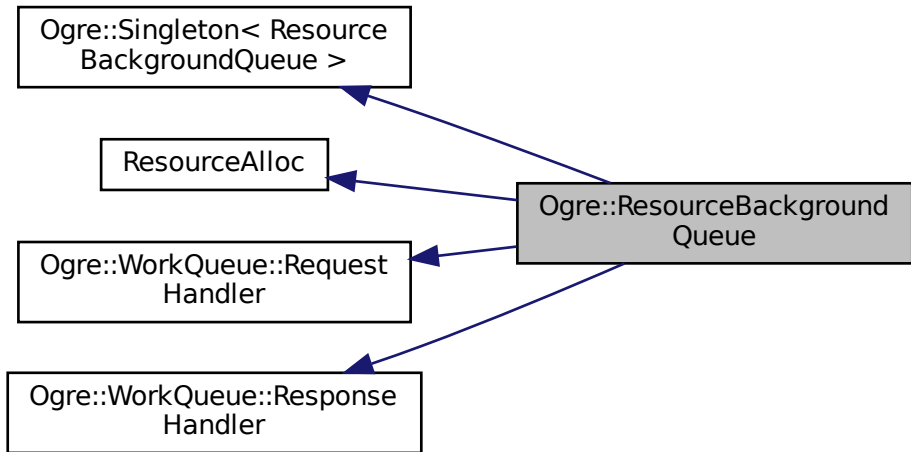 Ogre::Singleton< Resource
BackgroundQueue >
ResourceAlloc
Ogre::ResourceBackground
Queue
Ogre::WorkQueue::Request
Handler
Ogre::WorkQueue::Response
Handler